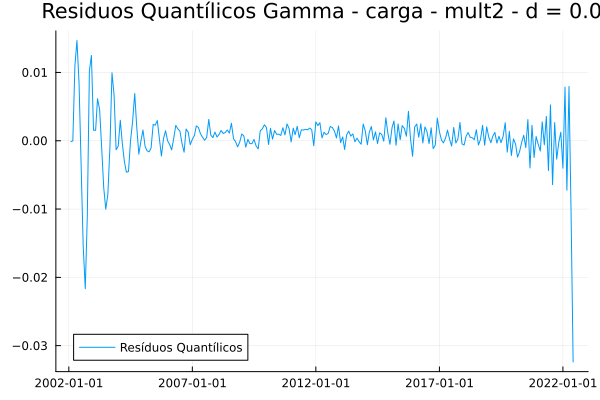 Residuos Quantílicos Gamma - carga - mult2 - d = 0.0
0.01
0.00
−0.01
−0.02
−0.03
Resíduos Quantílicos
2002-01-01 2007-01-01 2012-01-01 2017-01-01 2022-01-01